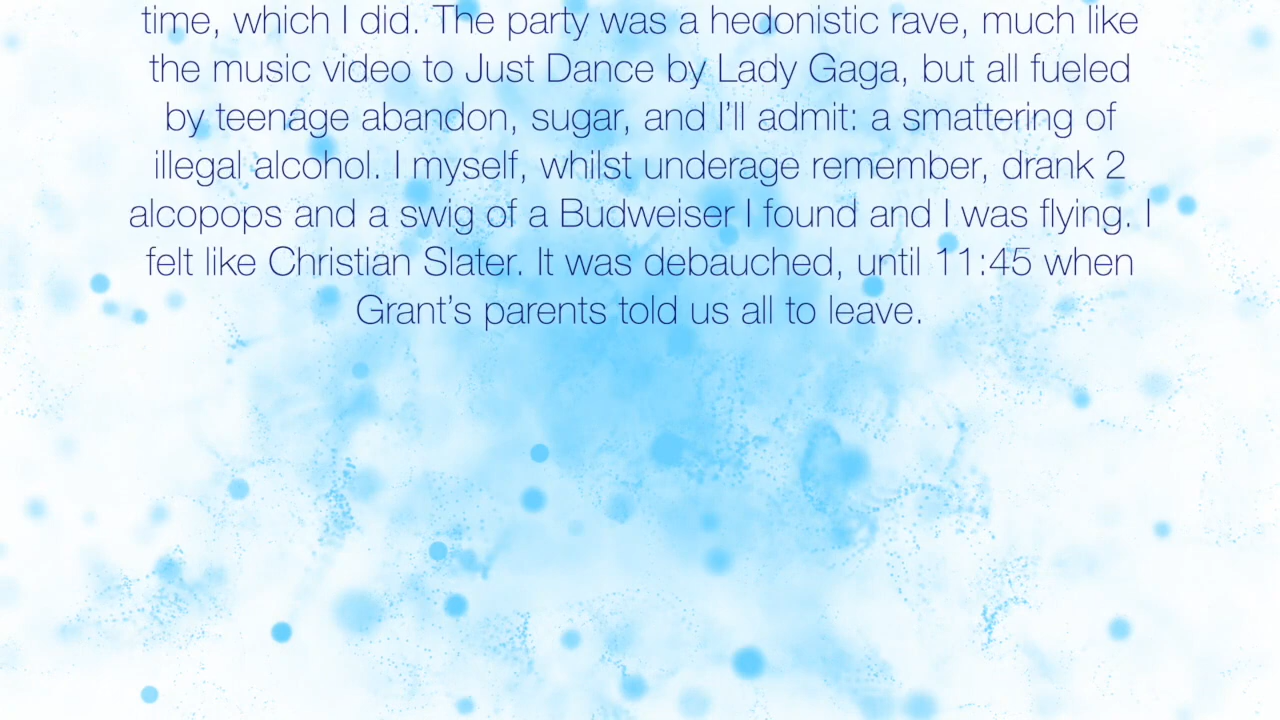 time, which I did. The party was a hedonistic rave, much like
the music video to Just Dance by Lady Gaga, but all fueled
by teenage abandon, sugar, and I’ll admit: a smattering of
illegal alcohol. I myself, whilst underage remember, drank 2
alcopops and a swig of a Budweiser I found and I was flying. I
felt like Christian Slater. It was debauched, until 11:45 when
Grant’s parents told us all to leave.